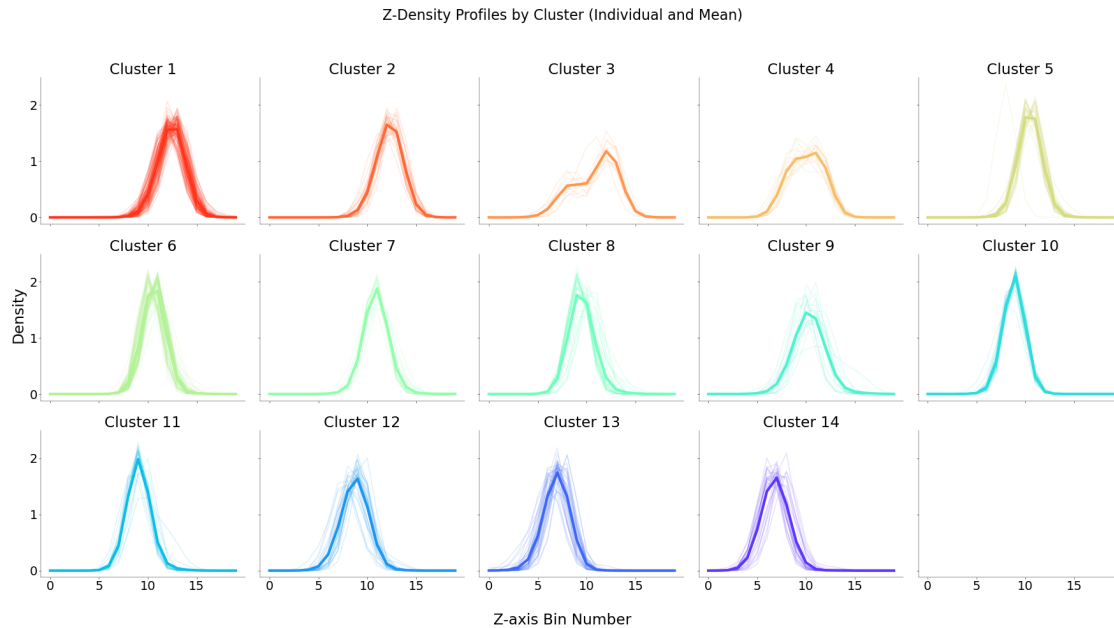 Z-Density Profiles by Cluster (Individual and Mean)
Cluster 1
Cluster 2
Cluster 3
Cluster 4
Cluster 5
2
1
0
Cluster 6
Cluster 7
Cluster 8
Cluster 9
Cluster 10
2
1
0
Density
Cluster 11
Cluster 12
Cluster 13
Cluster 14
2
1
0
0 5 10 15
0 5 10 15
0 5 10 15
0 5 10 15
0 5 10 15
Z-axis Bin Number